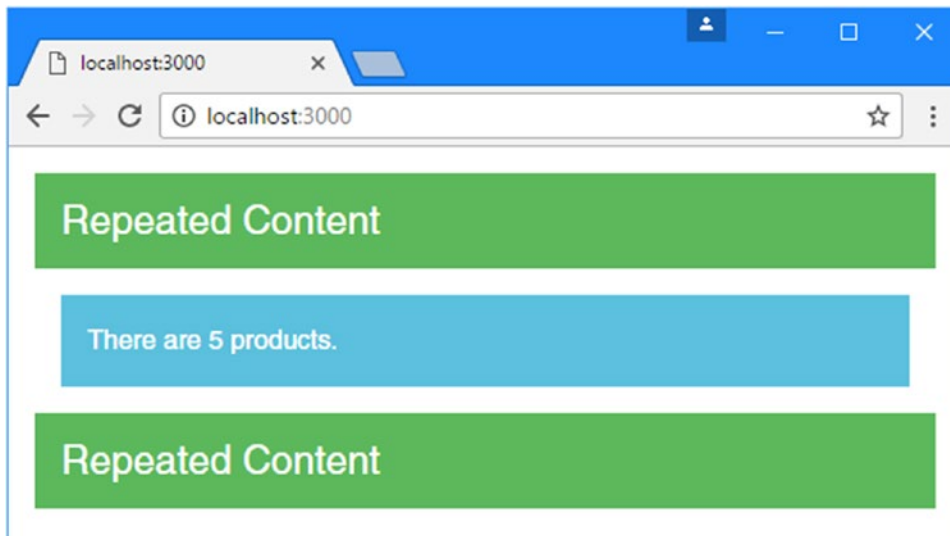 localhost:3000
localhost:3000
Repeated Content
There are 5 products.
Repeated Content